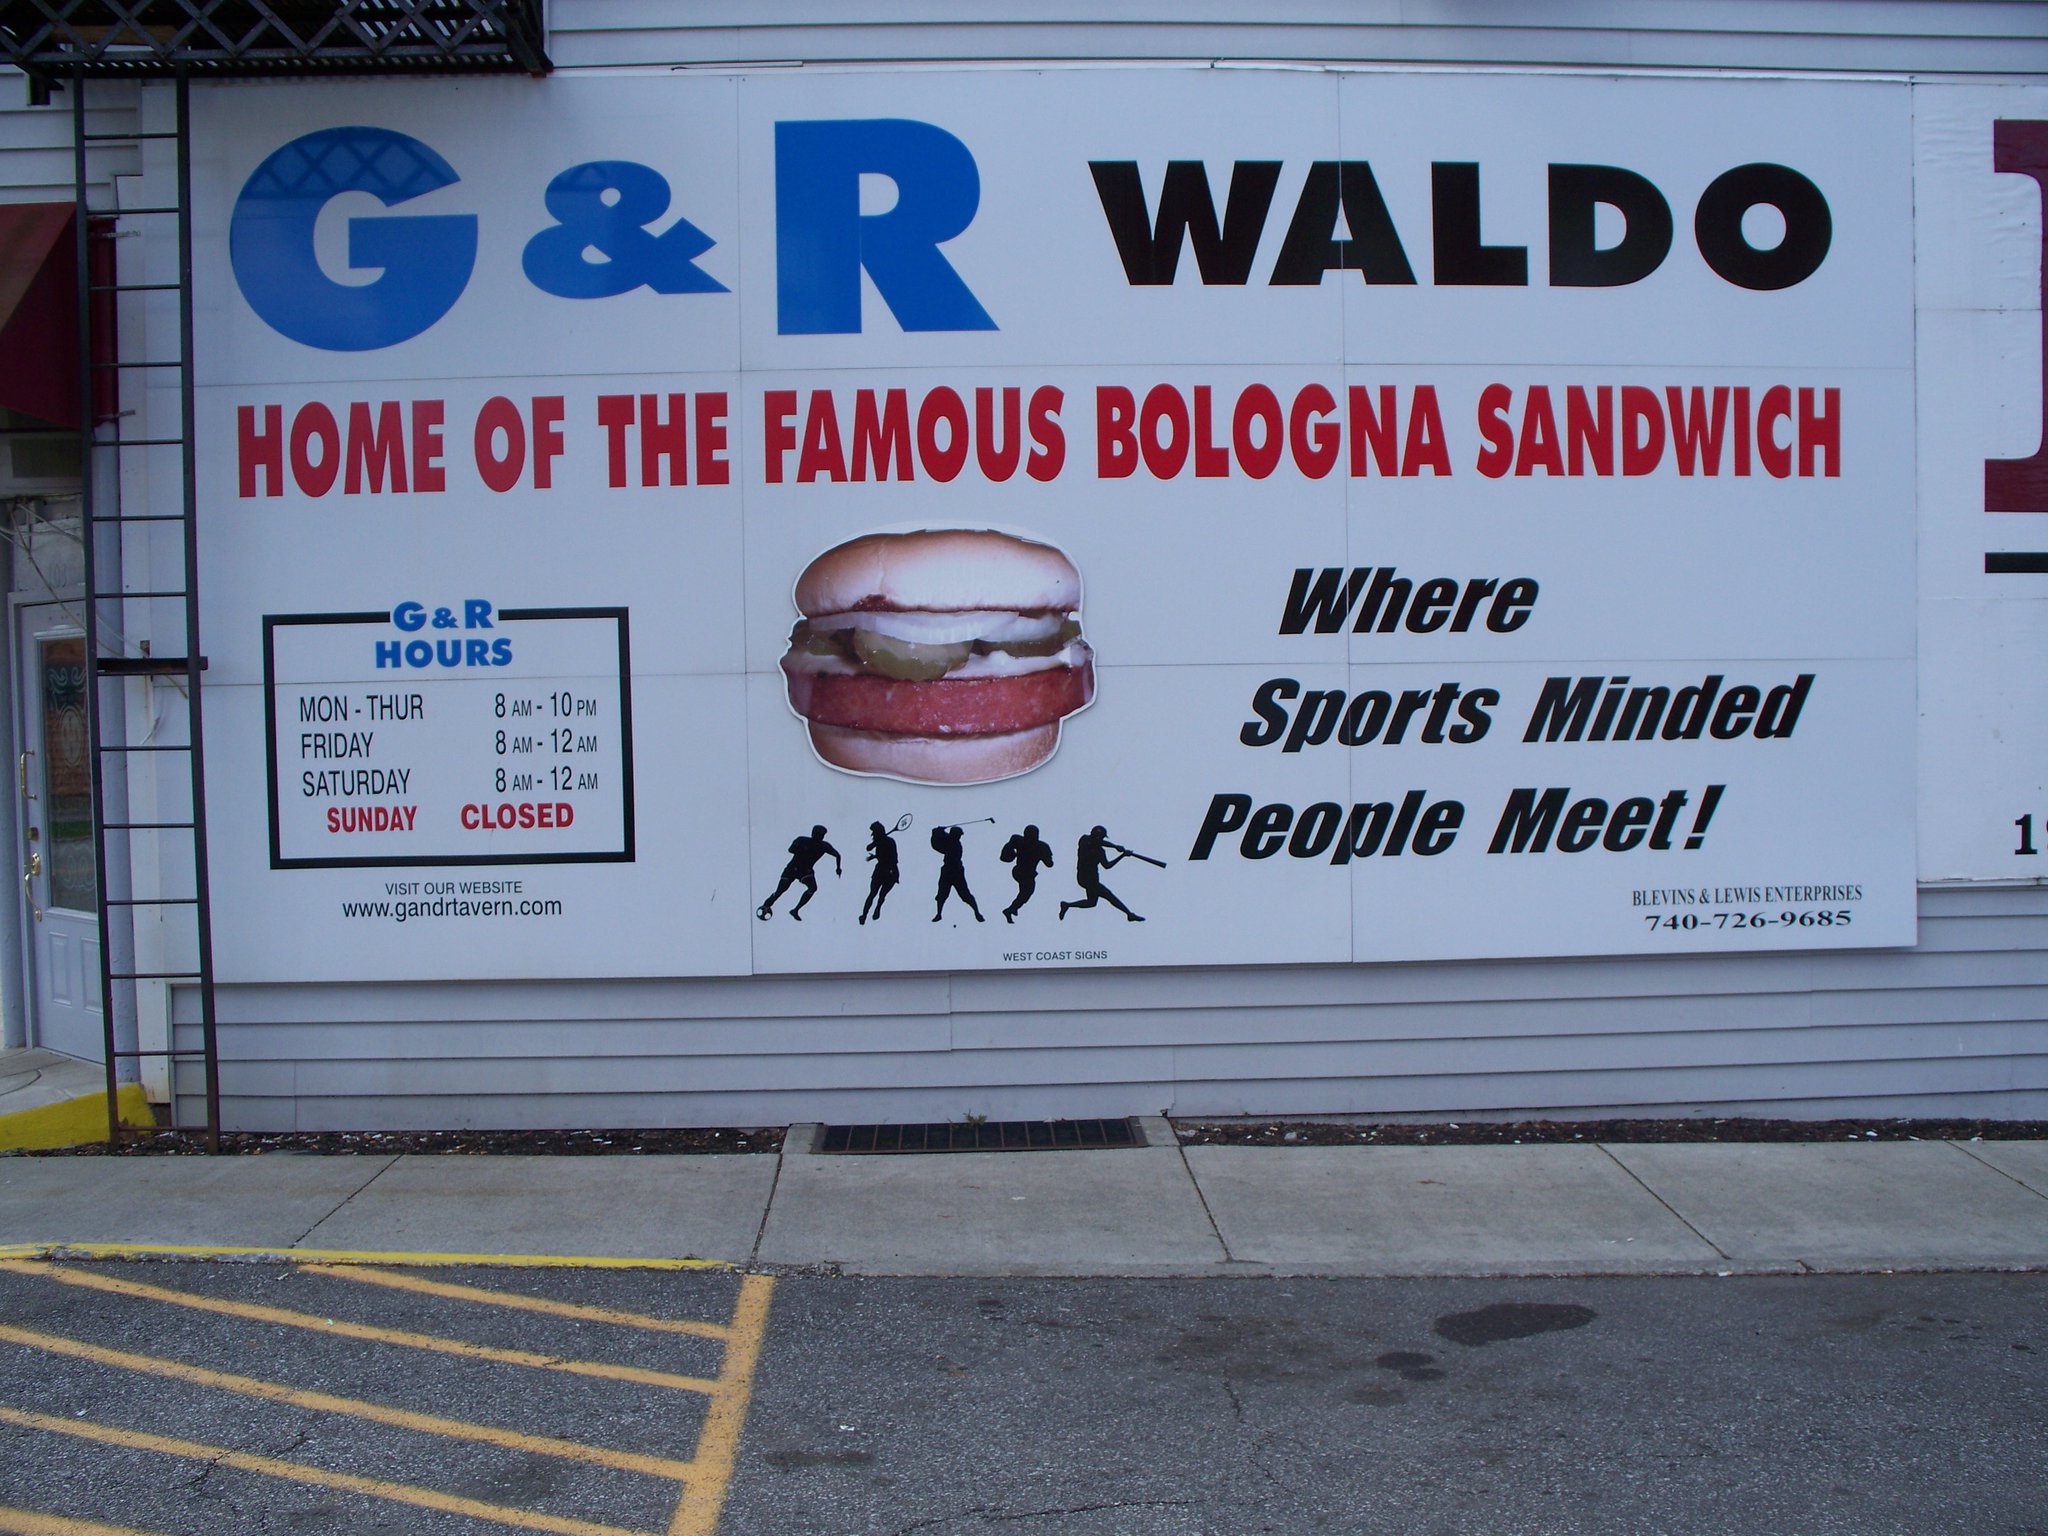 G & R WALDO
HOME OF THE FAMOUS BOLOGNA SANDWICH
G & R
HOURS
MON - THUR 8 AM - 10 PM
FRIDAY 8 AM - 12 AM
SATURDAY 8 AM - 12 AM
SUNDAY CLOSED
VISIT OUR WEBSITE
www.gandrtavern.com
Where
Sports Minded
People Meet!
BLEVINS & LEWIS ENTERPRISES
740-726-9685
WEST COAST SIGNS